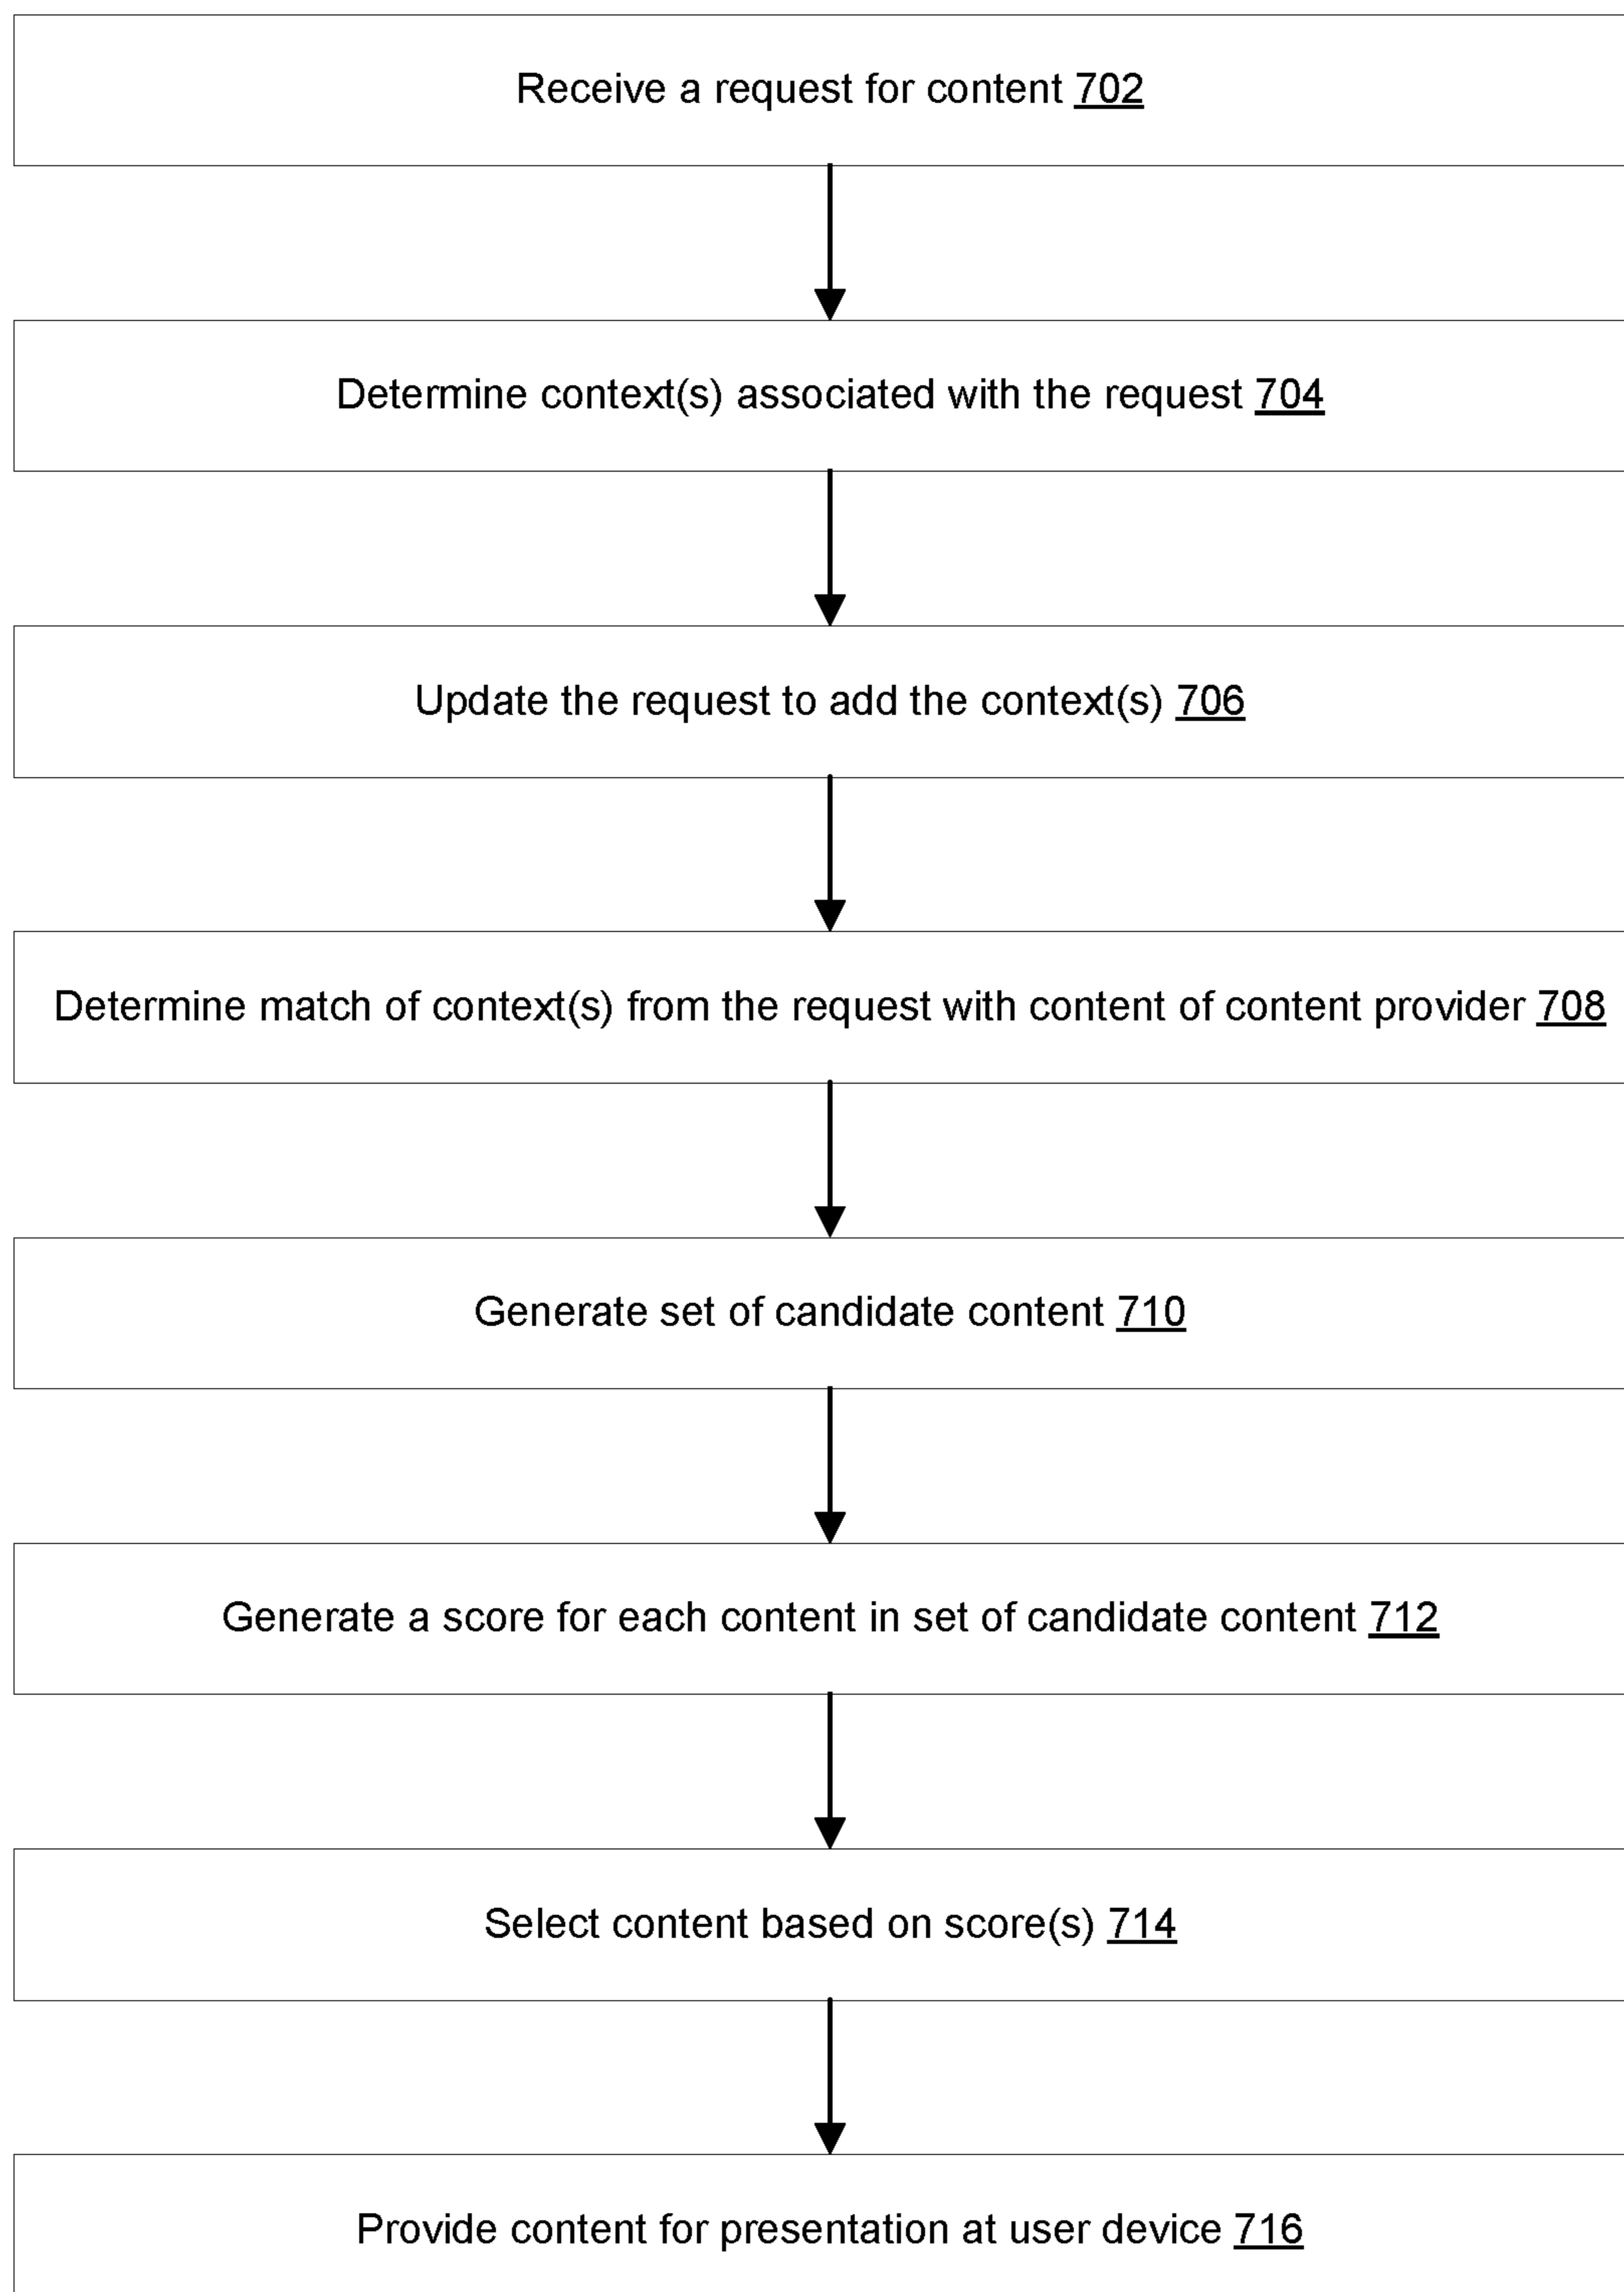 Receive a request for content 702
Determine context(s) associated with the request 704
Update the request to add the context(s) 706
Determine match of context(s) from the request with content of content provider 708
Generate set of candidate content 710
Generate a score for each content in set of candidate content 712
Select content based on score(s) 714
Provide content for presentation at user device 716